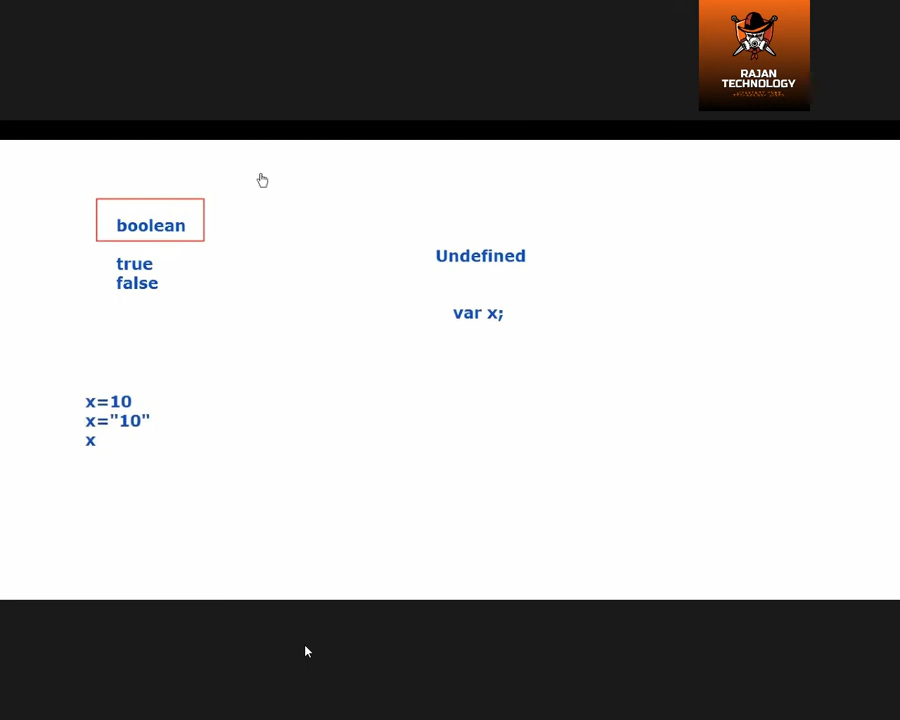 RAJAN
TECHNOLOGY
boolean
true
false
Undefined
var x;
x=10
x="10"
x